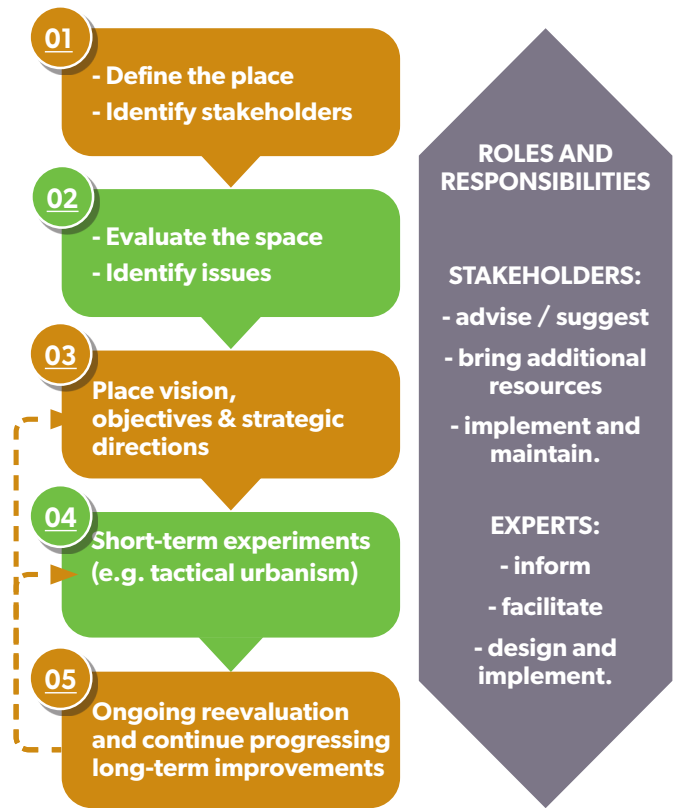 01
- Define the place
- Identify stakeholders
02
- Evaluate the space
- Identify issues
03
Place vision,
objectives & strategic
directions
04
Short-term experiments
(e.g. tactical urbanism)
05
Ongoing reevaluation
and continue progressing
long-term improvements
ROLES AND
RESPONSIBILITIES
STAKEHOLDERS:
- advise / suggest
- bring additional
resources
- implement and
maintain.
EXPERTS:
- inform
- facilitate
- design and
implement.